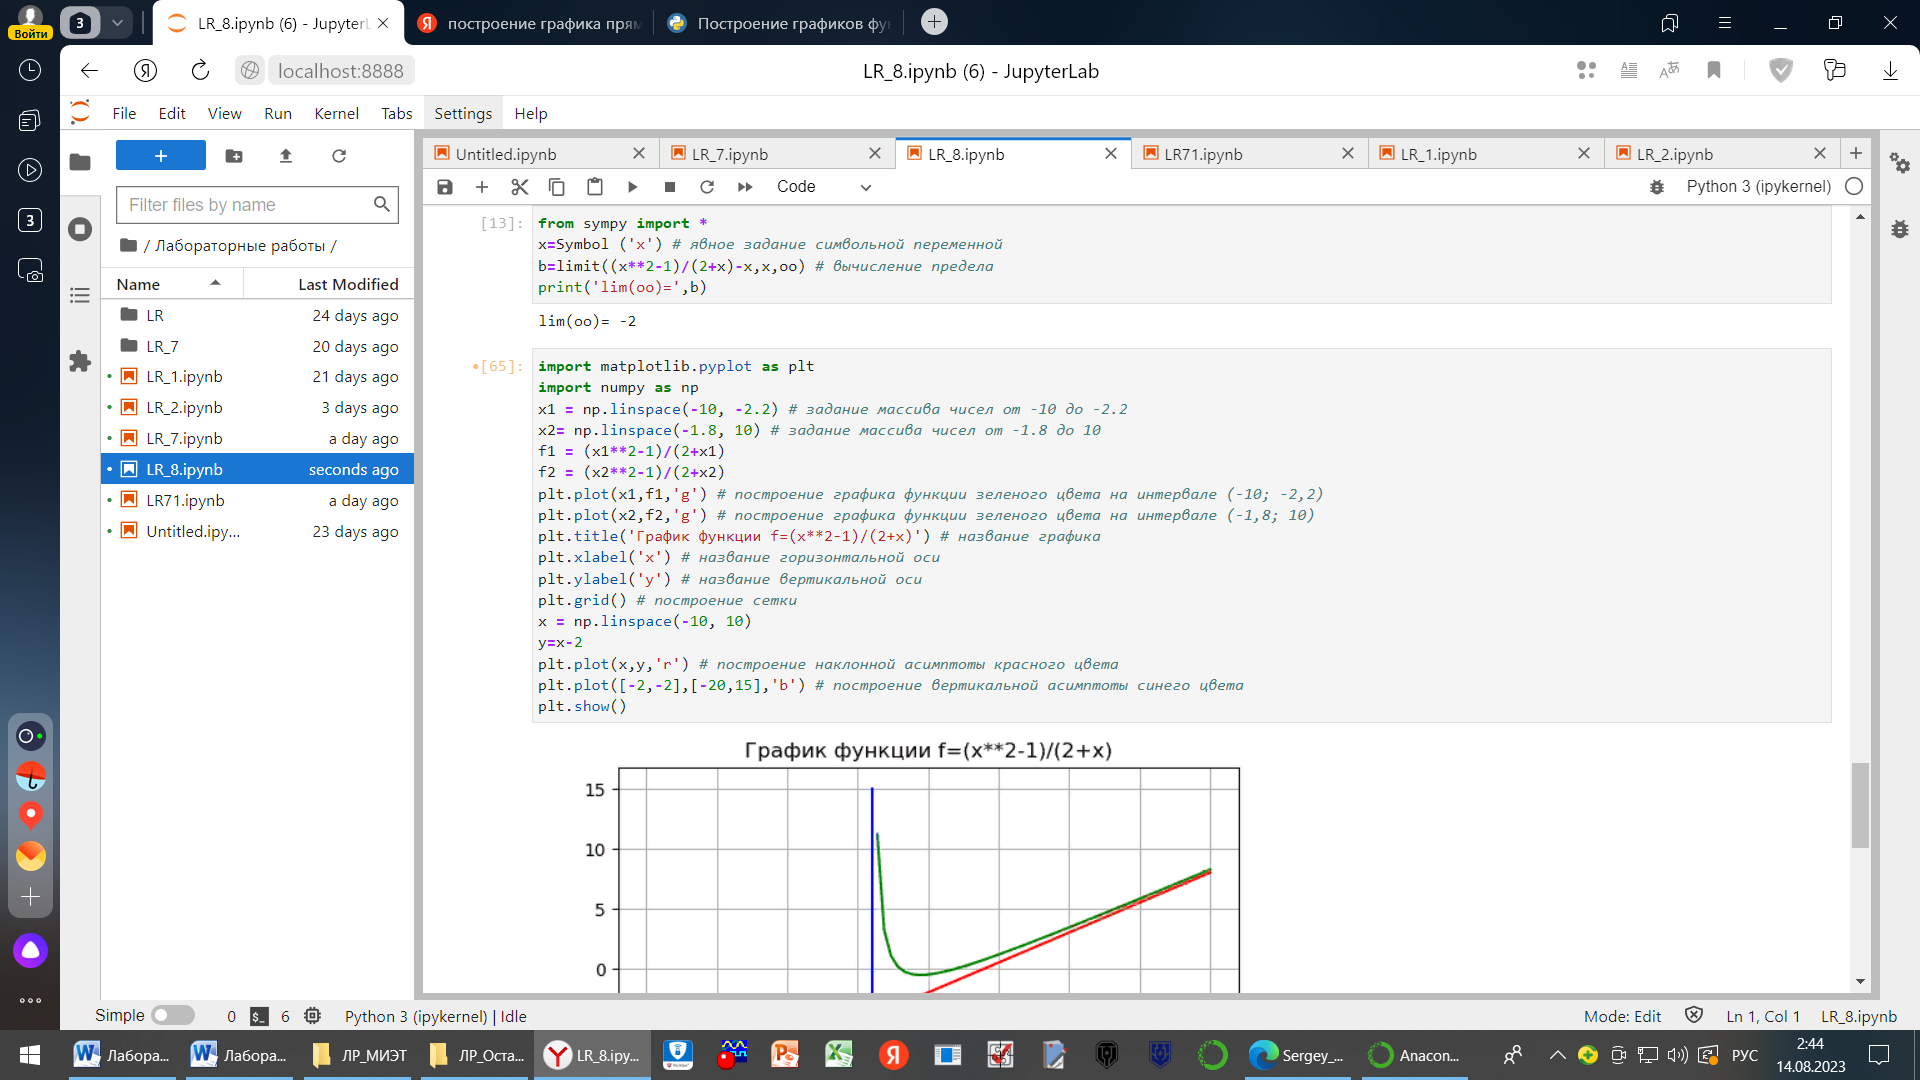 Войти
3
LR_8.ipynb (6) - JupyterL
построение графика пря
Построение графиков фу
localhost:8888
LR_8.ipynb (6) - JupyterLab
File Edit View Run Kernel Tabs Settings Help
Untitled.ipynb
LR_7.ipynb
LR_8.ipynb
LR71.ipynb
LR_1.ipynb
LR_2.ipynb
Code
Python 3 (ipykernel)
3
Filter files by name
/ Лабораторные работы /
Name Last Modified
LR 24 days ago
LR_7 20 days ago
LR_1.ipynb 21 days ago
LR_2.ipynb 3 days ago
LR_7.ipynb a day ago
LR_8.ipynb seconds ago
LR71.ipynb a day ago
Untitled.ipy... 23 days ago
[13]: from sympy import *
x=Symbol ('x') # явное задание символьной переменной
b=limit((x**2-1)/(2+x)-x,x,oo) # вычисление предела
print('lim(oo)=',b)
lim(oo)= -2
•[65]: import matplotlib.pyplot as plt
import numpy as np
x1 = np.linspace(-10, -2.2) # задание массива чисел от -10 до -2.2
x2= np.linspace(-1.8, 10) # задание массива чисел от -1.8 до 10
f1 = (x1**2-1)/(2+x1)
f2 = (x2**2-1)/(2+x2)
plt.plot(x1,f1,'g') # построение графика функции зеленого цвета на интервале (-10; -2,2)
plt.plot(x2,f2,'g') # построение графика функции зеленого цвета на интервале (-1,8; 10)
plt.title('График функции f=(x**2-1)/(2+x)') # название графика
plt.xlabel('x') # название горизонтальной оси
plt.ylabel('y') # название вертикальной оси
plt.grid() # построение сетки
x = np.linspace(-10, 10)
y=x-2
plt.plot(x,y,'r') # построение наклонной асимптоты красного цвета
plt.plot([-2,-2],[-20,15],'b') # построение вертикальной асимптоты синего цвета
plt.show()
График функции f=(x**2-1)/(2+x)
15
10
5
0
Simple 0 $_ 6 Python 3 (ipykernel) | Idle Mode: Edit Ln 1, Col 1 LR_8.ipynb
Лабора...
Лабора...
ЛР_МИЭТ
ЛР_Оста...
LR_8.ipy...
Sergey_...
Anacon...
РУС
2:44
14.08.2023